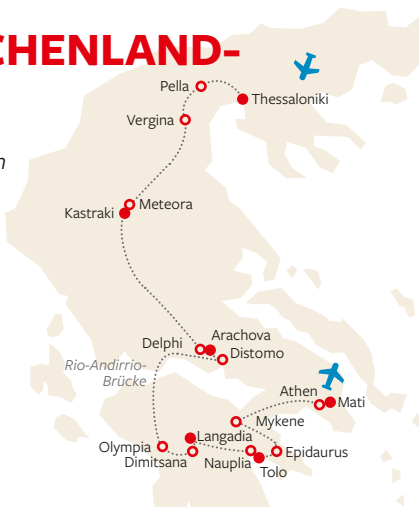 CHENLAND-
n
Pella
Thessaloniki
Vergina
Meteora
Kastraki
Arachova
Delphi
Distomo
Rio-Andirrio-
Brücke
Athen
Mati
Mykene
Langadia
Olympia
Epidaurus
Dimitsana
Nauplia
Tolo